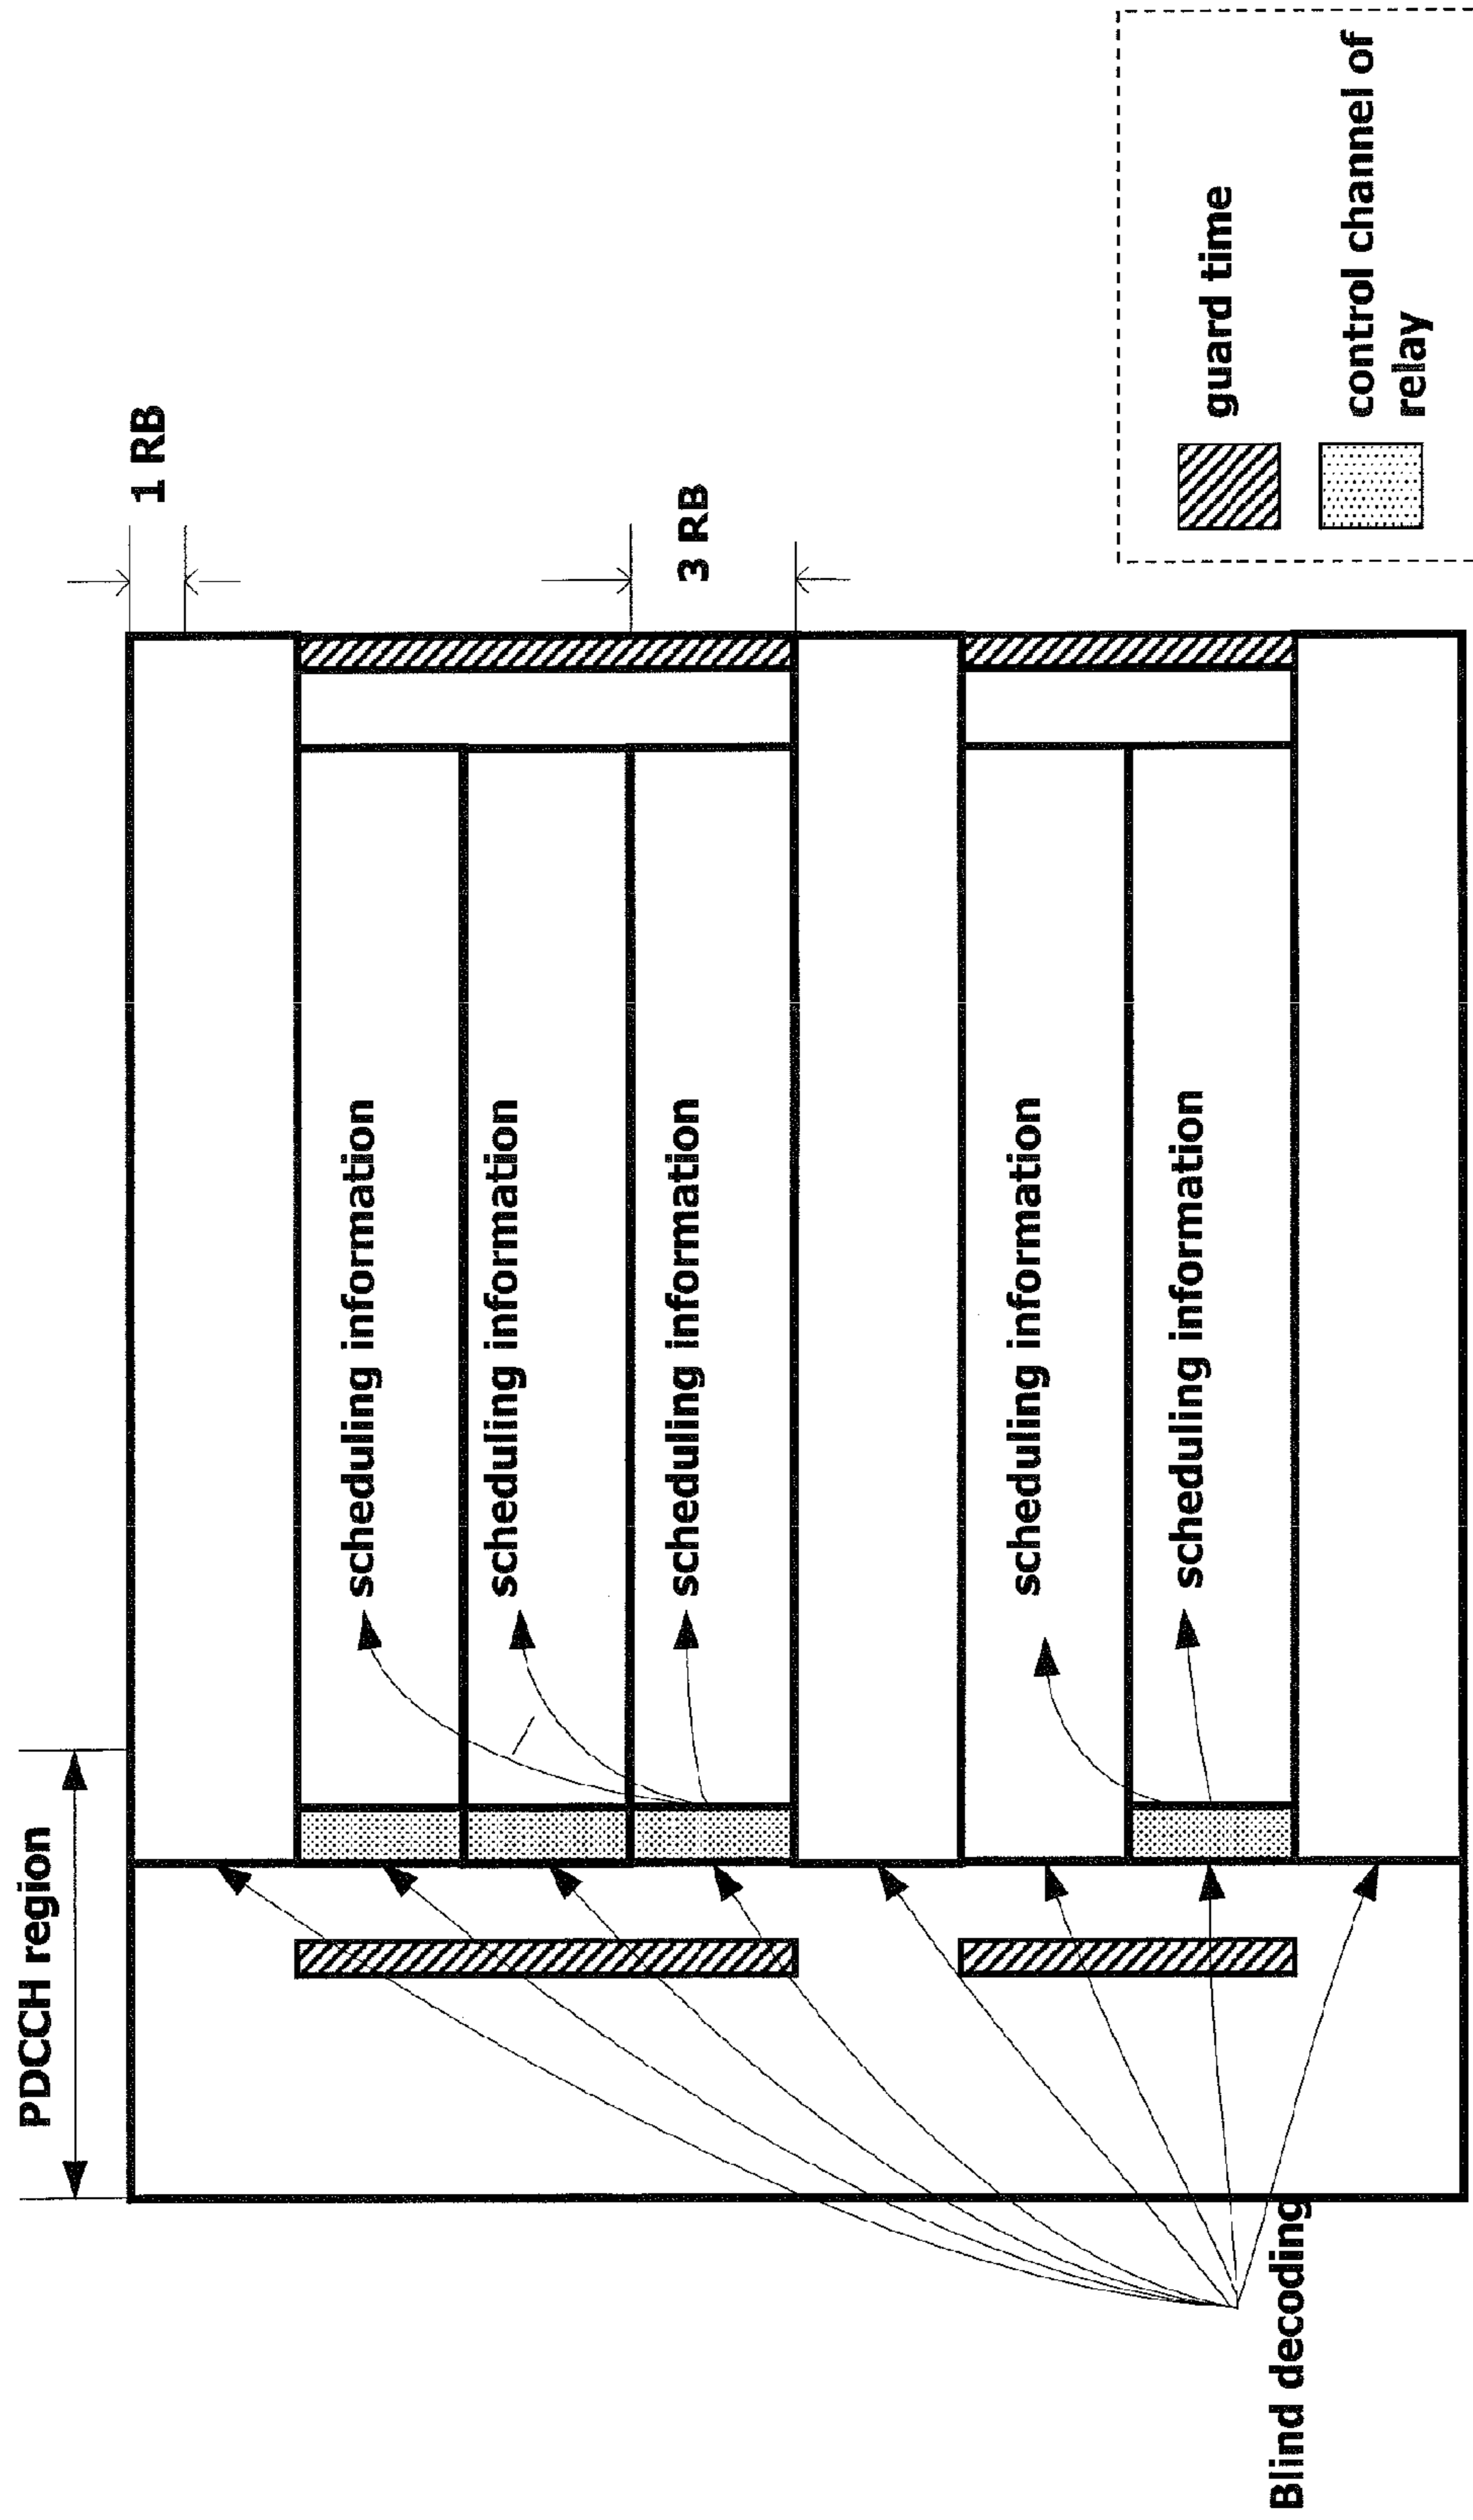 PDCCH region
1 RB
3 RB
scheduling information
scheduling information
scheduling information
scheduling information
scheduling information
Blind decoding
guard time
control channel of
relay